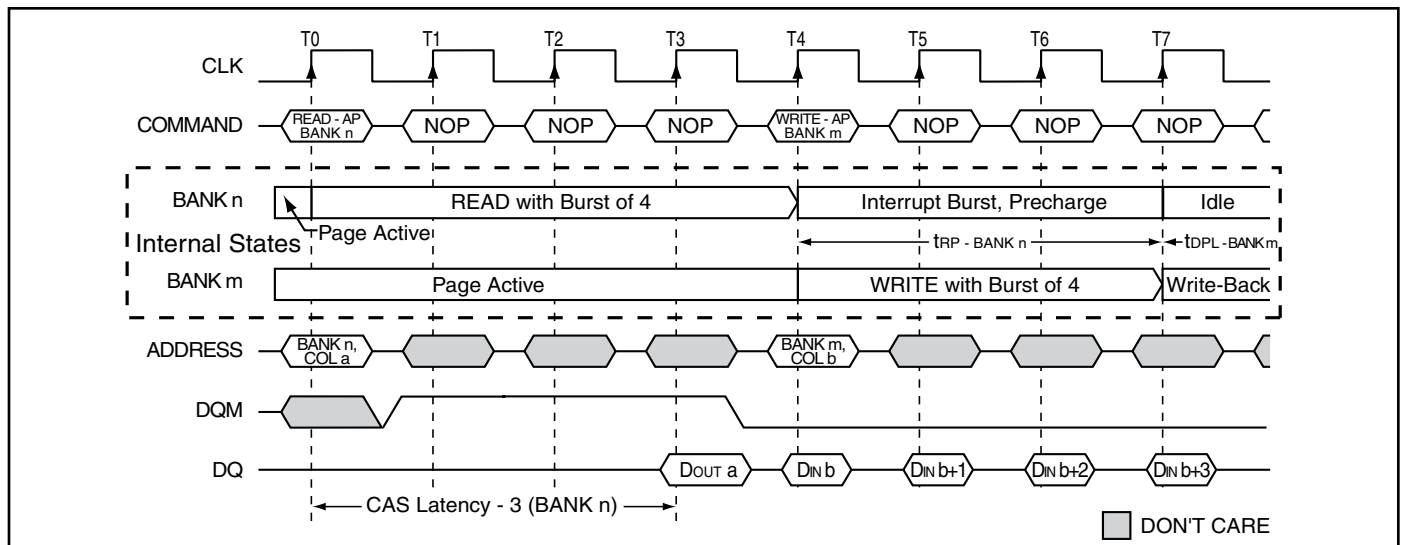 T0 T1 T2 T3 T4 T5 T6 T7
CLK
COMMAND READ - AP BANK n NOP NOP NOP WRITE - AP BANK m NOP NOP NOP
BANK n READ with Burst of 4 Interrupt Burst, Precharge Idle
Internal States Page Active tRP - BANK n tDPL - BANK m
BANK m Page Active WRITE with Burst of 4 Write-Back
ADDRESS BANK n, COL a BANK m, COL b
DQM
DQ DOUT a DIN b DIN b+1 DIN b+2 DIN b+3
CAS Latency - 3 (BANK n)
DON'T CARE